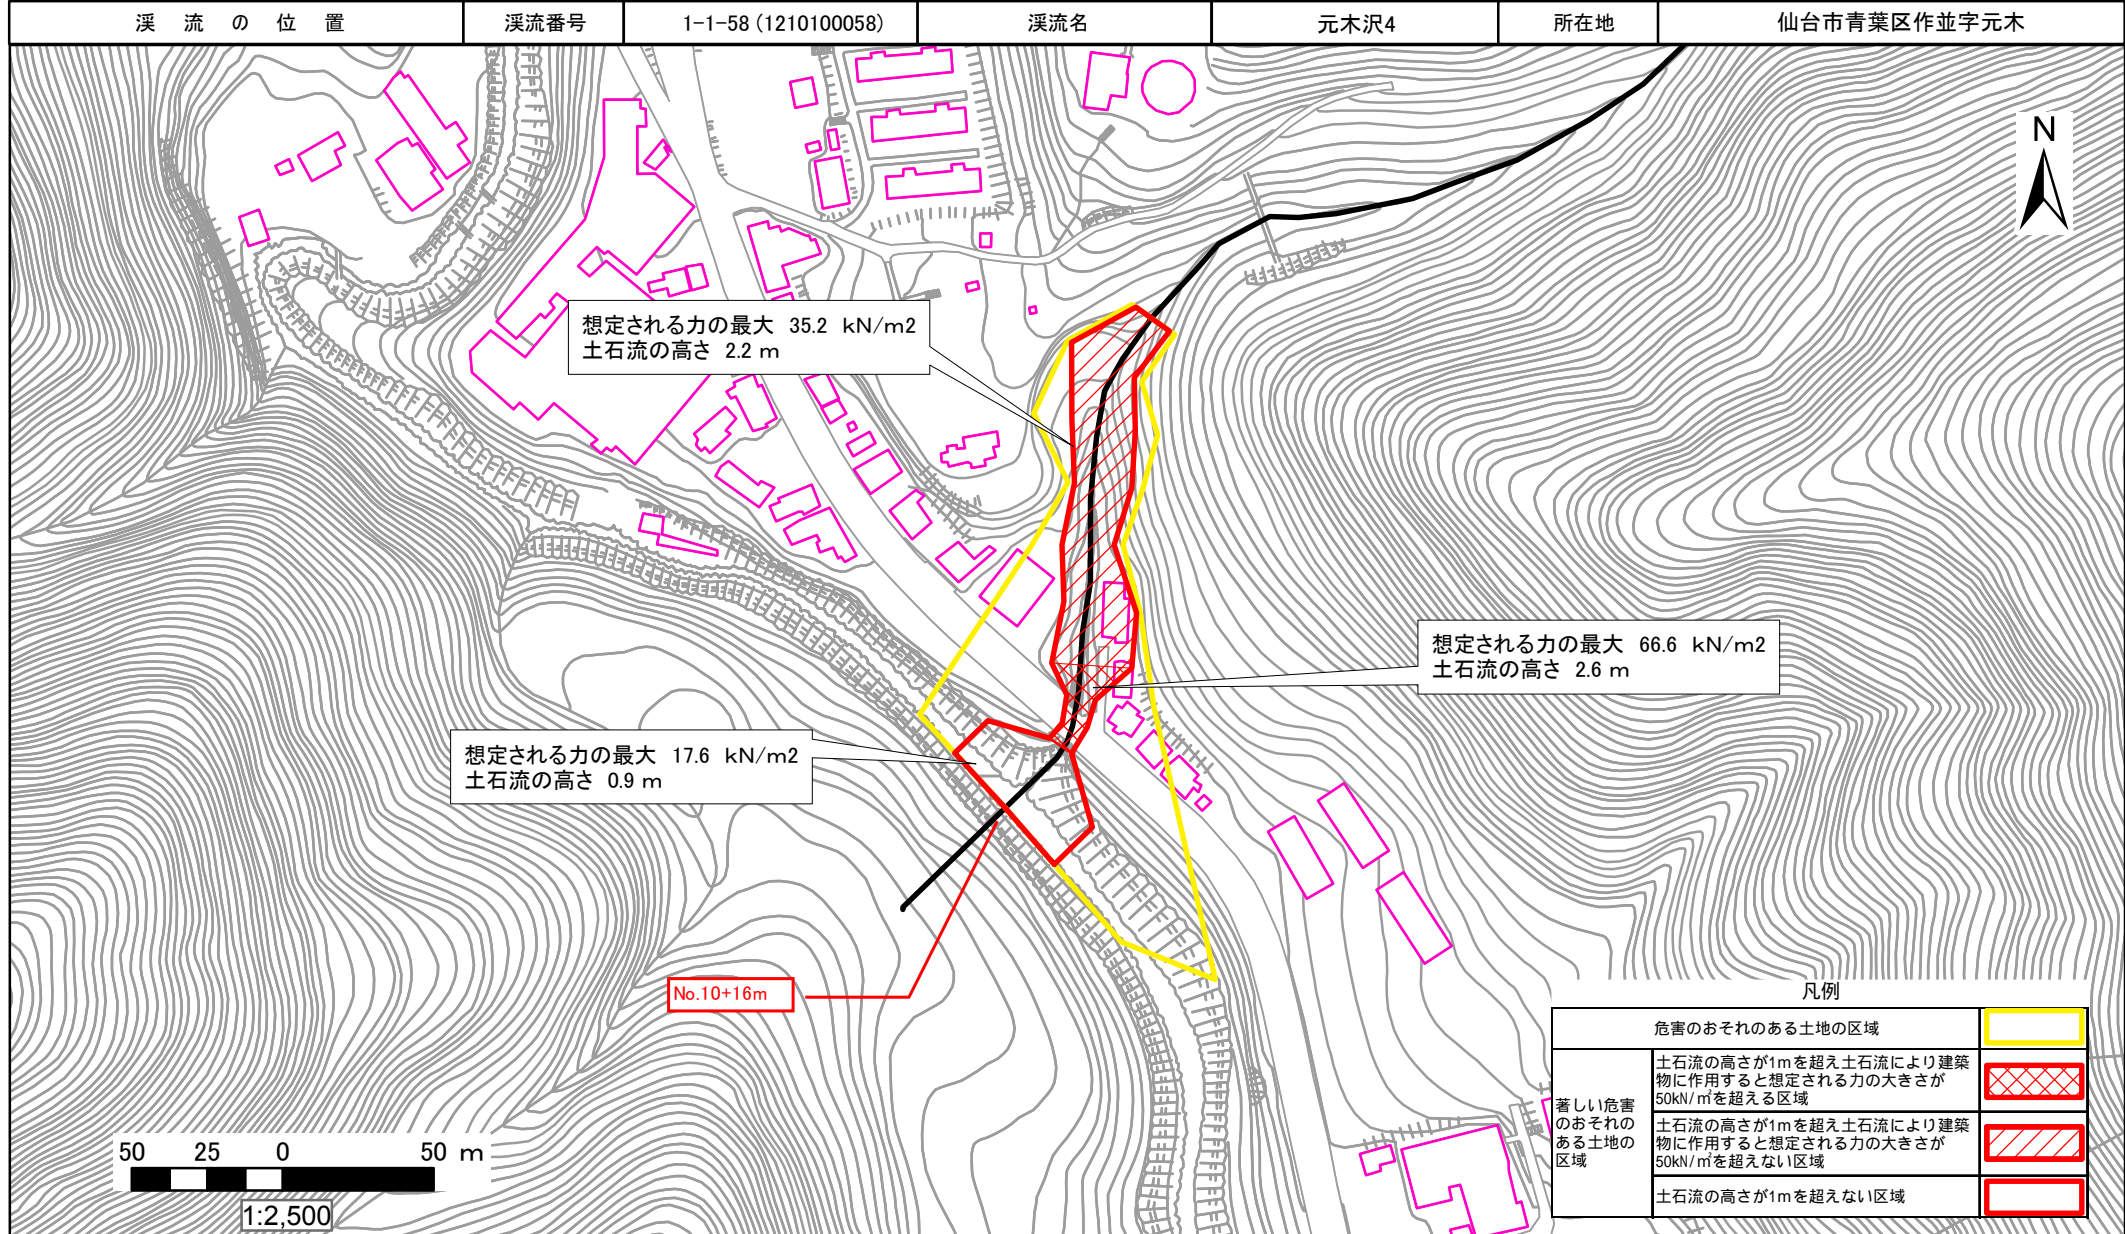 渓流の位置
渓流番号
1-1-58 (1210100058)
渓流名
元木沢4
所在地
仙台市青葉区作並字元木
N
想定される力の最大 35.2 kN/m2
土石流の高さ 2.2 m
想定される力の最大 66.6 kN/m2
土石流の高さ 2.6 m
想定される力の最大 17.6 kN/m2
土石流の高さ 0.9 m
No.10+16m
凡例
危害のおそれのある土地の区域
著しい危害
のおそれの
ある土地の
区域
土石流の高さが1mを超え土石流により建築
物に作用すると想定される力の大きさが
50kN/㎡を超える区域
土石流の高さが1mを超え土石流により建築
物に作用すると想定される力の大きさが
50kN/㎡を超えない区域
土石流の高さが1mを超えない区域
50 25 0 50 m
1:2,500